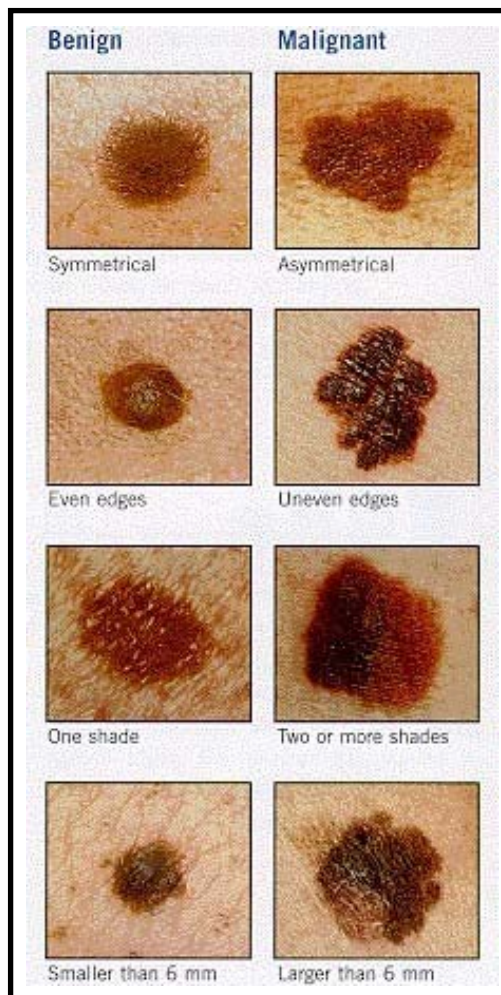 Benign Malignant
Symmetrical Asymmetrical
Even edges Uneven edges
One shade Two or more shades
Smaller than 6 mm Larger than 6 mm